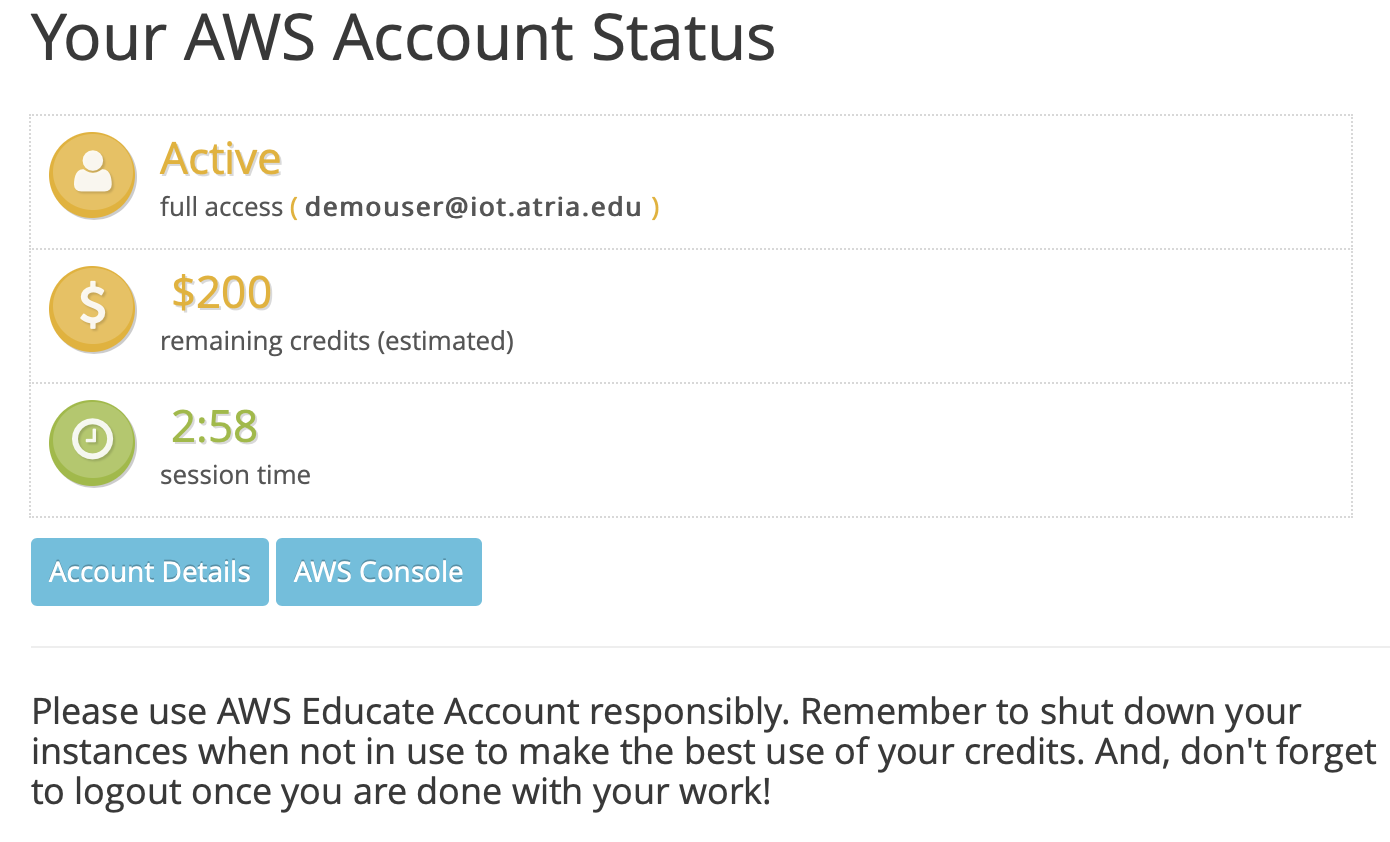 Your AWS Account Status
Active
full access ( demouser@iot.atria.edu )
$
$200
remaining credits (estimated)
2:58
session time
Account Details AWS Console
Please use AWS Educate Account responsibly. Remember to shut down your
instances when not in use to make the best use of your credits. And, don't forget
to logout once you are done with your work!